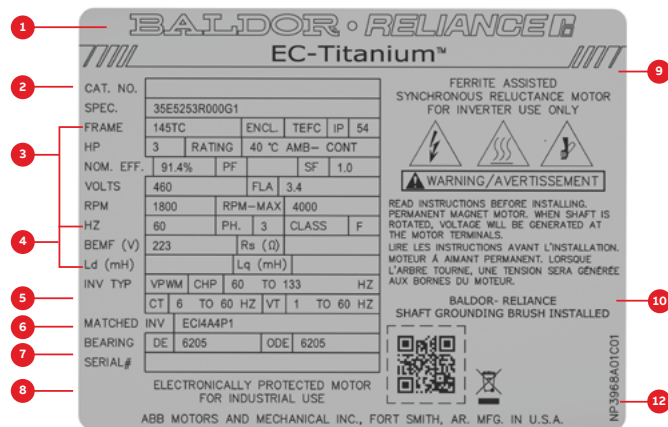 1
BALDOR · RELIANCE
EC-Titanium™
2
CAT. NO.
SPEC. 35E5253R000G1
3
FRAME 145TC ENCL. TEFC IP 54
HP 3 RATING 40 °C AMB- CONT
NOM. EFF. 91.4% PF SF 1.0
VOLTS 460 FLA 3.4
RPM 1800 RPM-MAX 4000
4
HZ 60 PH. 3 CLASS F
BEMF (V) 223 Rs (Ω)
Ld (mH) Lq (mH)
5
INV TYP VPWM CHP 60 TO 133 HZ
CT 6 TO 60 HZ VT 1 TO 60 HZ
6
MATCHED INV ECI4A4P1
7
BEARING DE 6205 ODE 6205
SERIAL#
8
ELECTRONICALLY PROTECTED MOTOR
FOR INDUSTRIAL USE
ABB MOTORS AND MECHANICAL INC., FORT SMITH, AR. MFG. IN U.S.A.
9
FERRITE ASSISTED
SYNCHRONOUS RELUCTANCE MOTOR
FOR INVERTER USE ONLY
WARNING/AVERTISSEMENT
READ INSTRUCTIONS BEFORE INSTALLING.
PERMANENT MAGNET MOTOR. WHEN SHAFT IS
ROTATED, VOLTAGE WILL BE GENERATED AT
THE MOTOR TERMINALS.
LIRE LES INSTRUCTIONS AVANT L'INSTALLATION.
MOTEUR À AIMANT PERMANENT. LORSQUE
L'ARBRE TOURNE, UNE TENSION SERA GÉNÉRÉE
AUX BORNES DU MOTEUR.
10
BALDOR- RELIANCE
SHAFT GROUNDING BRUSH INSTALLED
12
NP3968A01C01